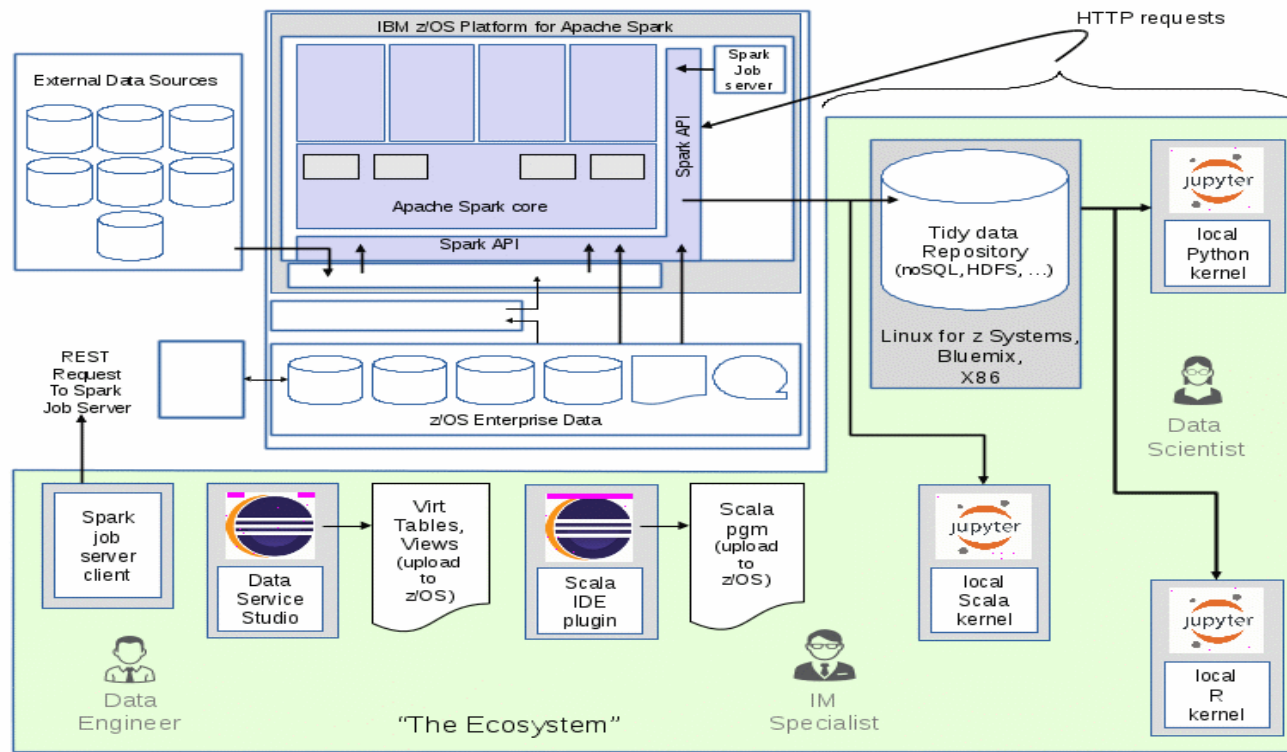 IBM z/OS Platform for Apache Spark
HTTP requests
External Data Sources
Spark
Job
server
Spark API
Apache Spark core
Spark API
Tidy data
Repository
(noSQL,HDFS, ...)
Linux for z Systems,
Bluemix,
X86
jupyter
local
Python
kernel
REST
Request
To Spark
Job Server
z/OS Enterprise Data
Data
Scientist
Spark
job
server
client
Data
Service
Studio
Virt
Tables,
Views
(upload
to
z/OS)
Scala
IDE
plugin
Scala
pgm
(upload
to
z/OS)
jupyter
local
Scala
kernel
jupyter
local
R
kernel
Data
Engineer
"The Ecosystem"
IM
Specialist